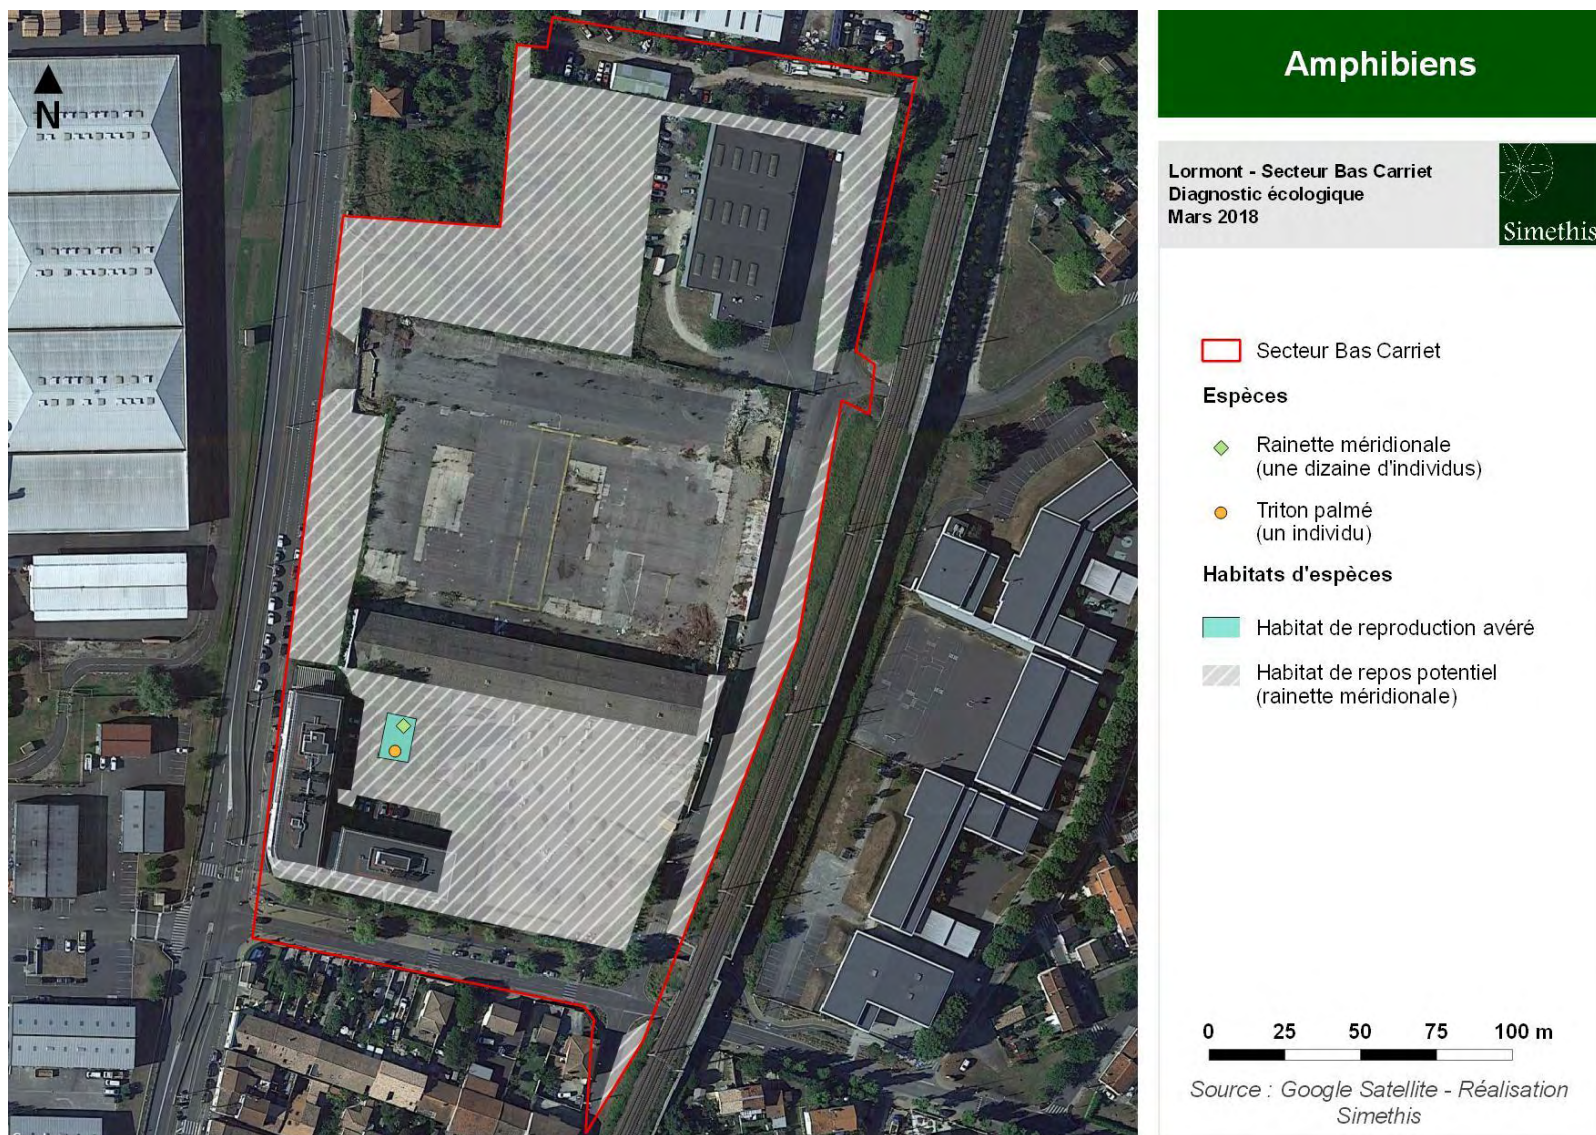 N
Amphibiens
Lormont - Secteur Bas Carriet
Diagnostic écologique
Mars 2018
Simethis
Secteur Bas Carriet
Espèces
Rainette méridionale
(une dizaine d'individus)
Triton palmé
(un individu)
Habitats d'espèces
Habitat de reproduction avéré
Habitat de repos potentiel
(rainette méridionale)
0 25 50 75 100 m
Source : Google Satellite - Réalisation
Simethis